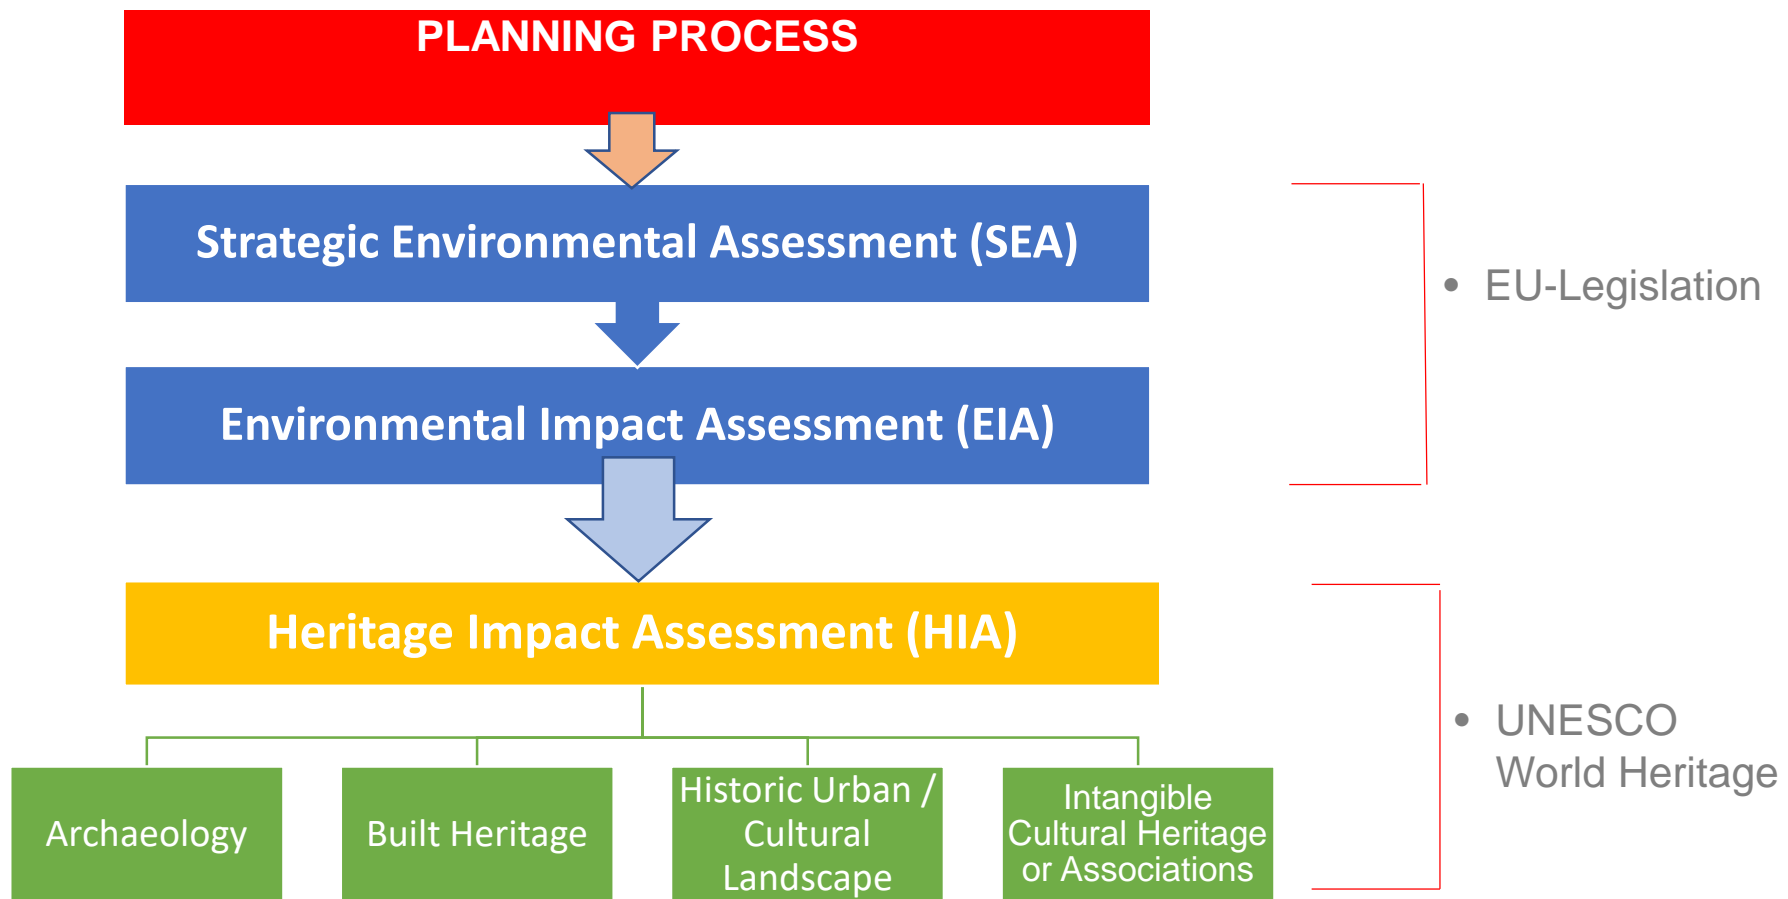 PLANNING PROCESS
Strategic Environmental Assessment (SEA)
• EU-Legislation
Environmental Impact Assessment (EIA)
Heritage Impact Assessment (HIA)
• UNESCO
World Heritage
Archaeology
Built Heritage
Historic Urban /
Cultural
Landscape
Intangible
Cultural Heritage
or Associations